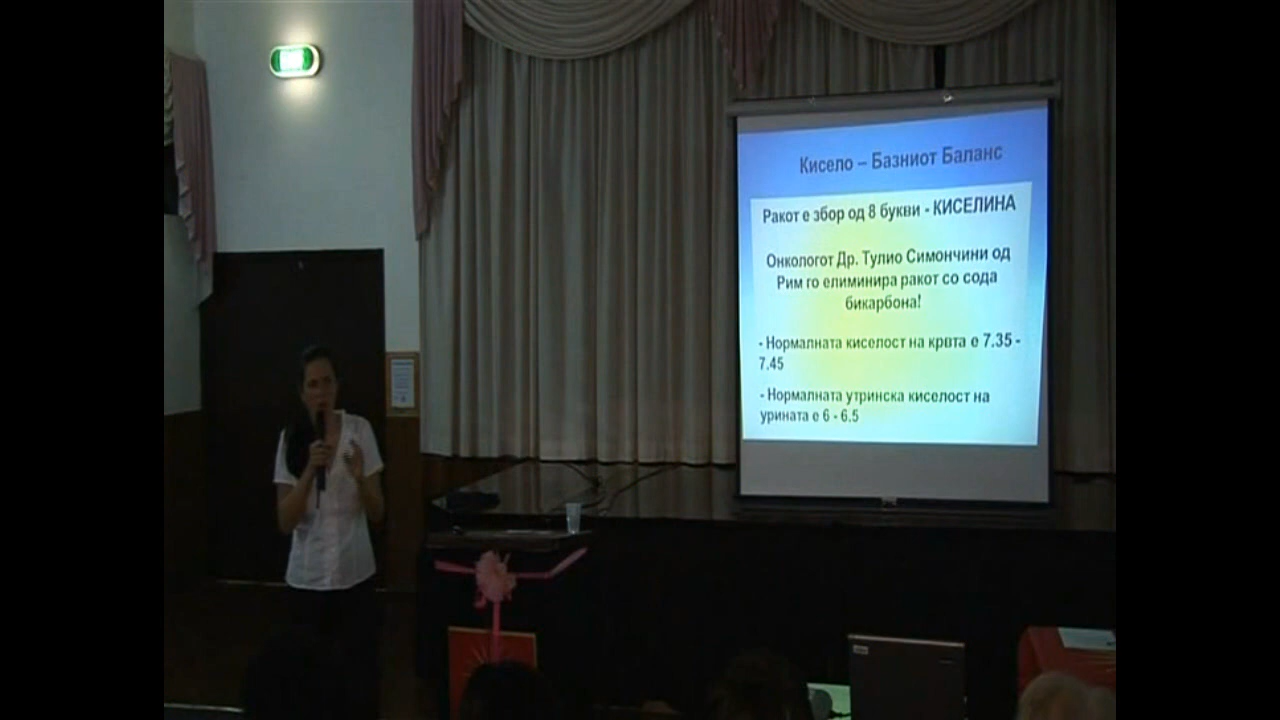 Кисело – Базниот Баланс
Ракот е збор од 8 букви - КИСЕЛИНА
Онкологот Др. Тулио Симончини од
Рим го елиминира ракот со сода
бикарбона!
- Нормалната киселост на крвта е 7.35 -
7.45
- Нормалната утринска киселост на
урината е 6 - 6.5